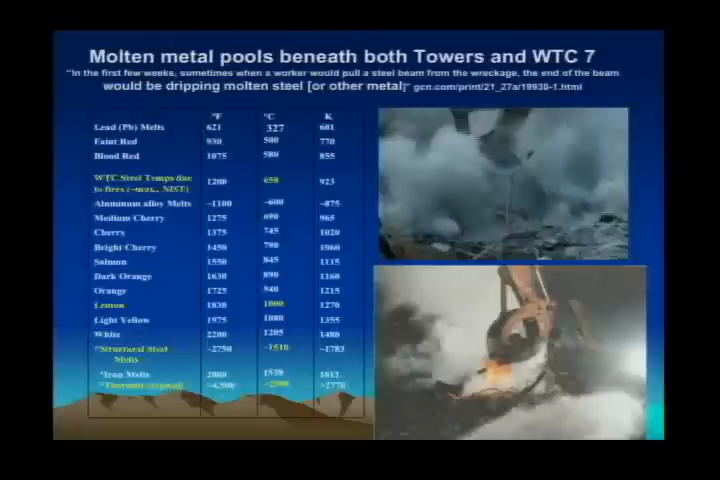 Molten metal pools beneath both Towers and WTC 7
"In the first few weeks, sometimes when a worker would pull a steel beam from the wreckage, the end of the beam
would be dripping molten steel [or other metal]" gcn.com/print/21_27a/19930-1.html
°F °C K
Lead (Pb) Melts 621 327 601
Faint Red 930 500 770
Blood Red 1075 580 855
WTC Steel Temps due
to fires (~max., NIST) 1200 650 923
Aluminum alloy Melts ~1100 ~600 ~875
Medium Cherry 1275 690 965
Cherry 1375 745 1020
Bright Cherry 1450 790 1060
Salmon 1550 845 1115
Dark Orange 1630 890 1160
Orange 1725 940 1215
Lemon 1830 1000 1270
Light Yellow 1975 1080 1355
White 2200 1205 1480
Structural Steel
Melts ~2750 ~1510 ~1783
Iron Melts 2800 1538 1811